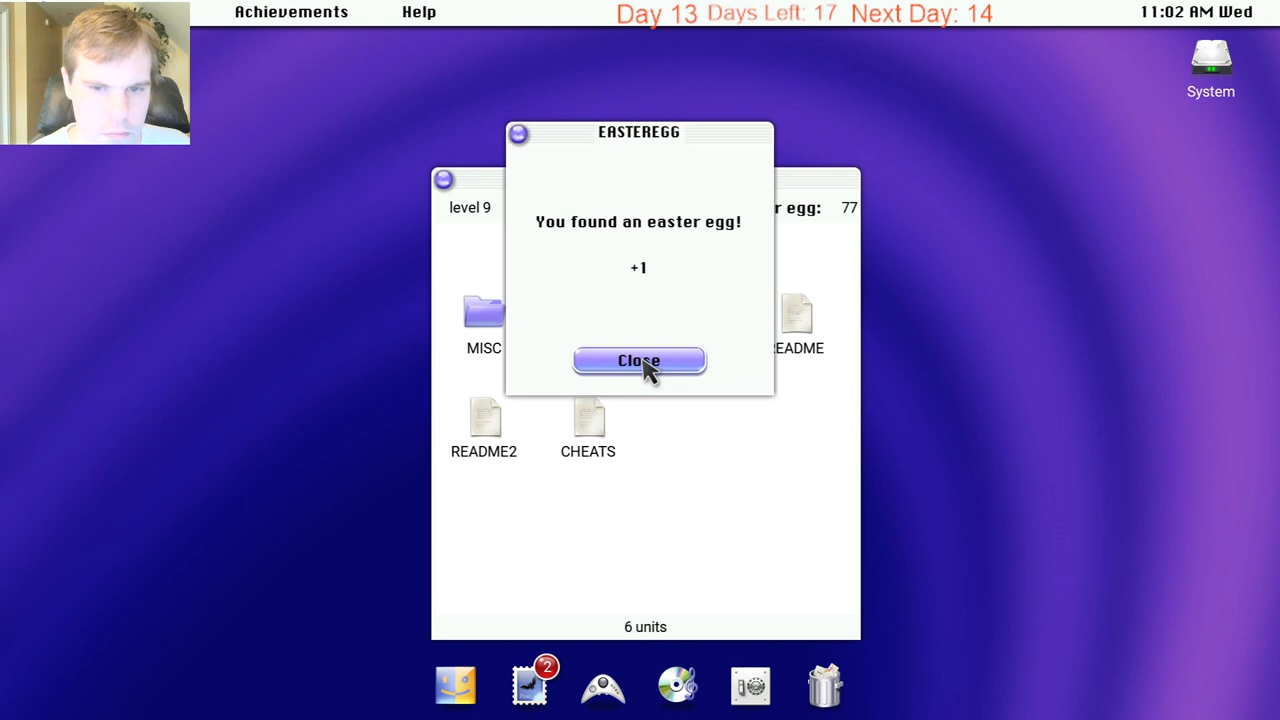 Achievements Help Day 13 Days Left: 17 Next Day: 14 11:02 AM Wed
System
EASTEREGG
level 9 r egg: 77
You found an easter egg!
+1
MISC EADME
Close
README2 CHEATS
6 units
2